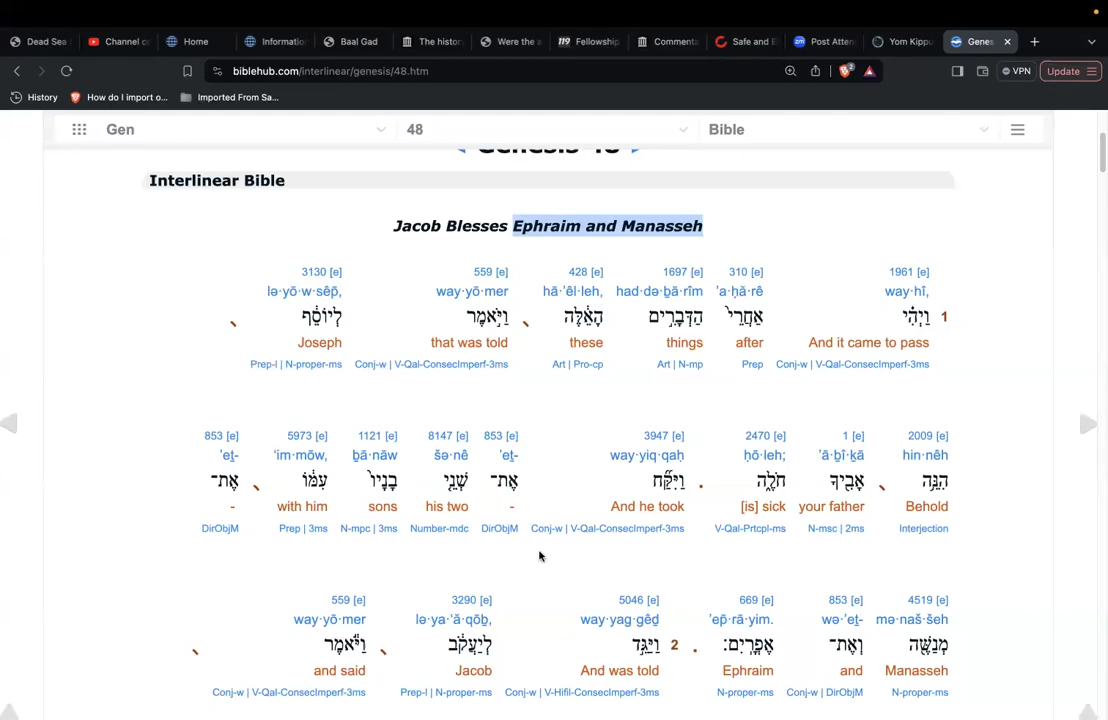 Dead Sea
Channel c
Home
Informatio
Baal Gad
The histor
Were the a
119 Fellowship
Commenta
Safe and E
Post Atten
Yom Kippu
Genes
biblehub.com/interlinear/genesis/48.htm
2
VPN
Update
History
How do I import o...
Imported From Sa...
Gen
48
Bible
Genesis 48
Interlinear Bible
Jacob Blesses Ephraim and Manasseh
3130 [e] 559 [e] 428 [e] 1697 [e] 310 [e] 1961 [e]
lə·yō·w·sêp̄, way·yō·mer hā·’êl·leh, had·də·ḇā·rîm ’a·ḥă·rê way·hî,
1 וַיְהִ֗י אַחֲרֵי֙ הַדְּבָרִ֣ים הָאֵ֔לֶּה ، וַיֹּ֣אמֶר לְיוֹסֵ֔ף ،
Joseph that was told these things after And it came to pass
Prep-l | N-proper-ms Conj-w | V-Qal-ConsecImperf-3ms Art | Pro-cp Art | N-mp Prep Conj-w | V-Qal-ConsecImperf-3ms
853 [e] 5973 [e] 1121 [e] 8147 [e] 853 [e] 3947 [e] 2470 [e] 1 [e] 2009 [e]
’eṯ- ‘im·mōw, ḇā·nāw šə·nê ’eṯ- way·yiq·qaḥ ḥō·leh; ’ā·ḇî·ḵā hin·nêh
הִנֵּ֥ה אָבִ֖יךָ ، חֹלֶ֑ה . וַיִּקַּ֞ח אֶת־ שְׁנֵ֤י בָנָיו֙ עִמּ֔וֹ ، אֶת־
- with him sons his two - And he took [is] sick your father Behold
DirObjM Prep | 3ms N-mpc | 3ms Number-mdc DirObjM Conj-w | V-Qal-ConsecImperf-3ms V-Qal-Prtcpl-ms N-msc | 2ms Interjection
559 [e] 3290 [e] 5046 [e] 669 [e] 853 [e] 4519 [e]
way·yō·mer lə·ya·‘ă·qōḇ, way·yag·gêḏ ’ep̄·rā·yim. wə·’eṯ- mə·naš·šeh
מְנַשֶּׁ֖ה וְאֶת־ אֶפְרָֽיִם׃ . 2 וַיַּגֵּ֣ד לְיַעֲקֹ֔ב ، וַיֹּ֕אמֶר ،
and said Jacob And was told Ephraim and Manasseh
Conj-w | V-Qal-ConsecImperf-3ms Prep-l | N-proper-ms Conj-w | V-Hifil-ConsecImperf-3ms N-proper-ms Conj-w | DirObjM N-proper-ms